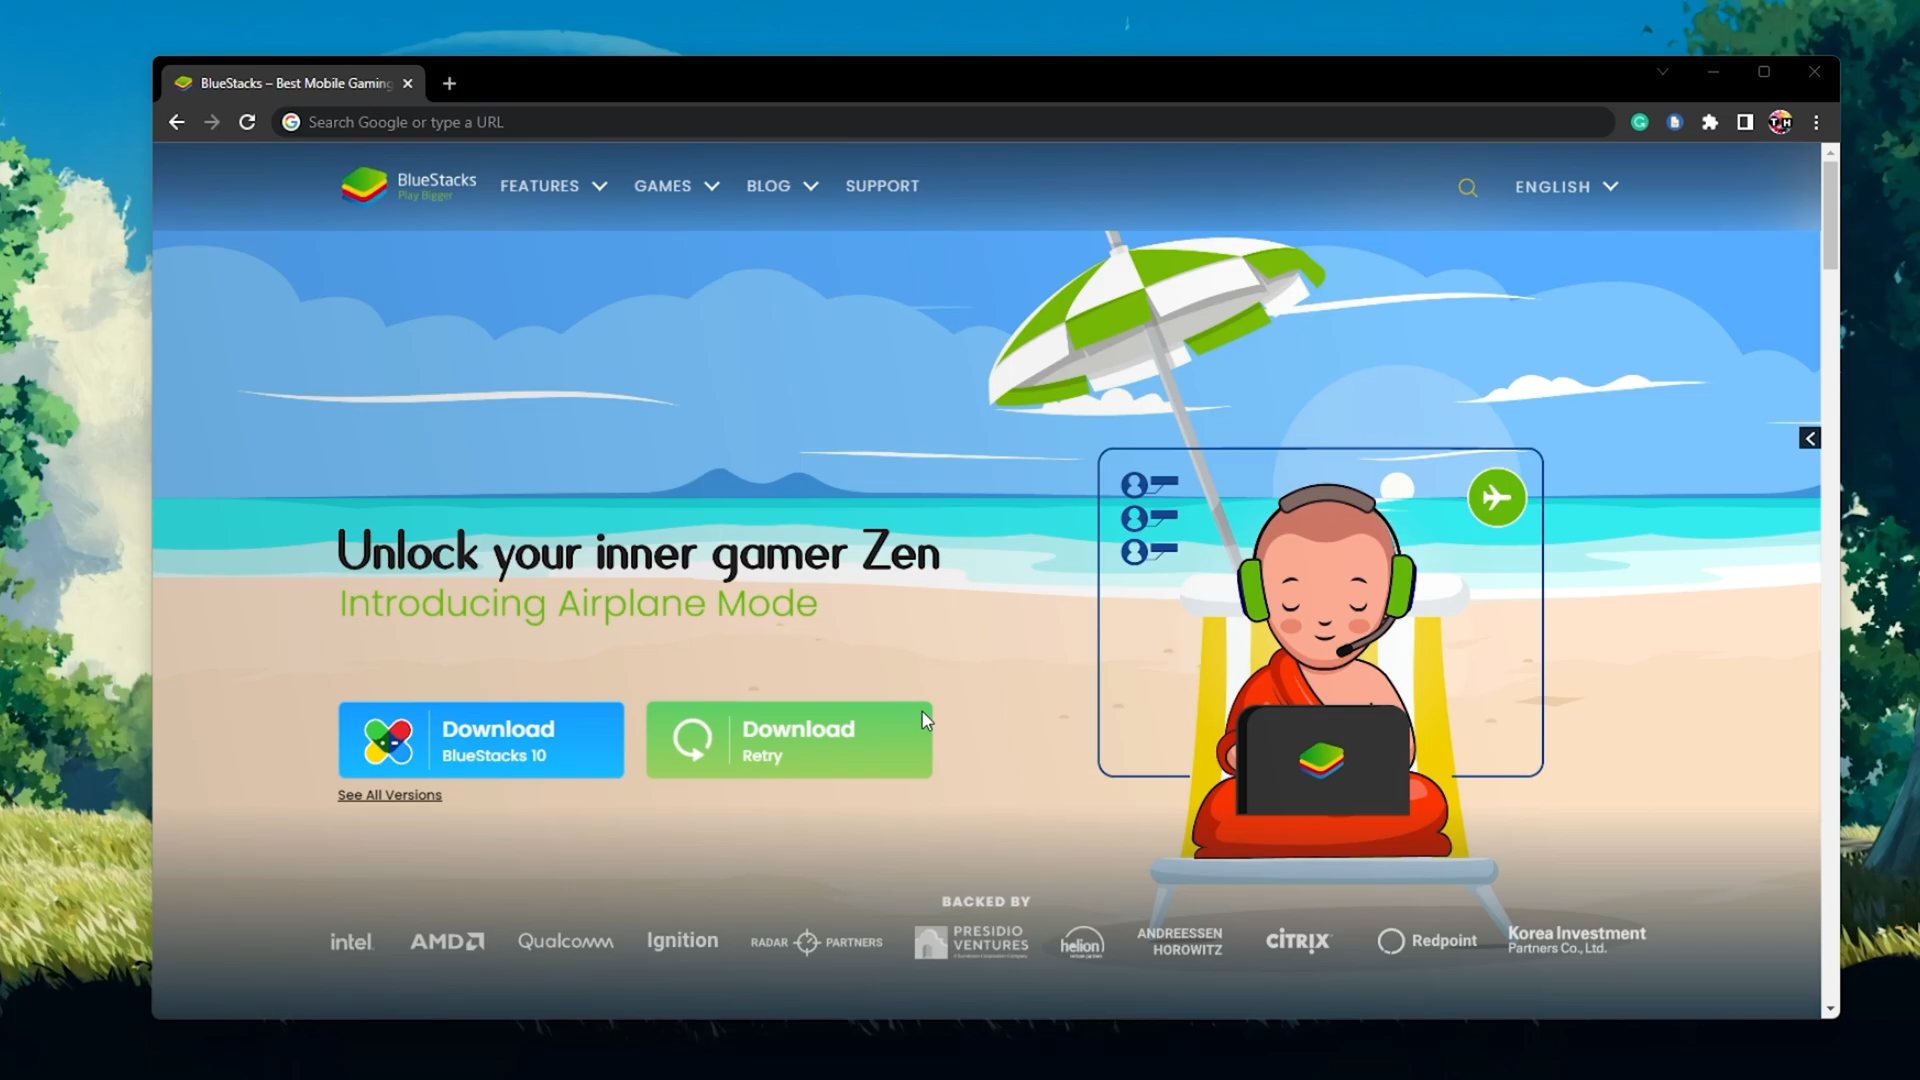 BlueStacks – Best Mobile Gaming
Search Google or type a URL
BlueStacks
Play Bigger
FEATURES
GAMES
BLOG
SUPPORT
ENGLISH
Unlock your inner gamer Zen
Introducing Airplane Mode
Download
BlueStacks 10
Download
Retry
See All Versions
BACKED BY
intel
AMD
Qualcomm
Ignition
RADAR PARTNERS
PRESIDIO
VENTURES
helion
ANDREESSEN
HOROWITZ
CITRIX
Redpoint
Korea Investment
Partners Co., Ltd.